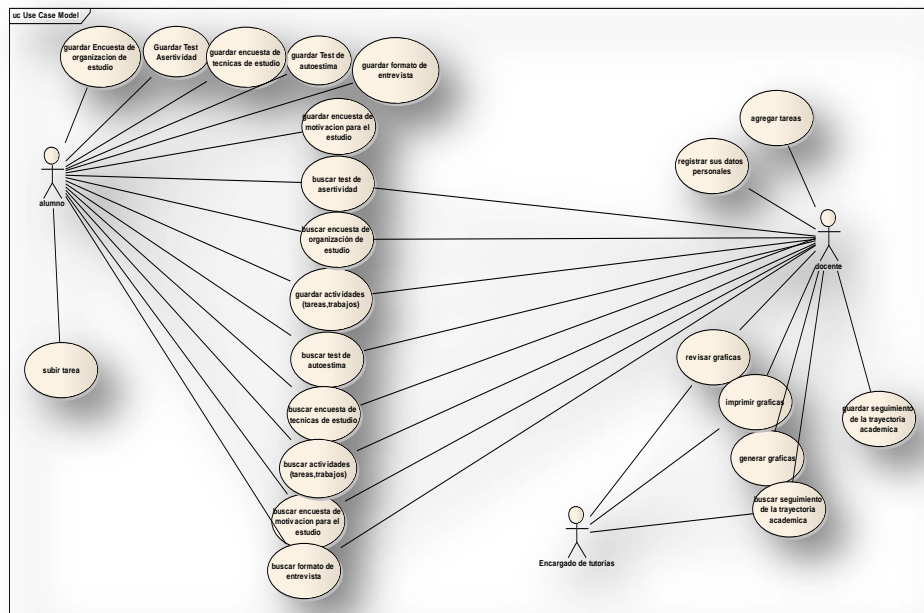 uc Use Case Model
guardar Encuesta de
organizacion de
estudio
Guardar Test
Asertividad
guardar encuesta de
tecnicas de estudio
guardar Test de
autoestima
guardar formato de
entrevista
guardar encuesta de
motivacion para el
estudio
agregar tareas
registrar sus datos
personales
buscar test de
asertividad
alumno
buscar encuesta de
organización de
estudio
docente
guardar actividades
(tareas,trabajos)
buscar test de
autoestima
revisar graficas
subir tarea
imprimir graficas
guardar seguimiento
de la trayectoria
academica
buscar encuesta de
tecnicas de estudio
generar graficas
buscar actividades
(tareas,trabajos)
buscar seguimiento
de la trayectoria
academica
buscar encuesta de
motivacion para el
estudio
buscar formato de
entrevista
Encargado de tutorias